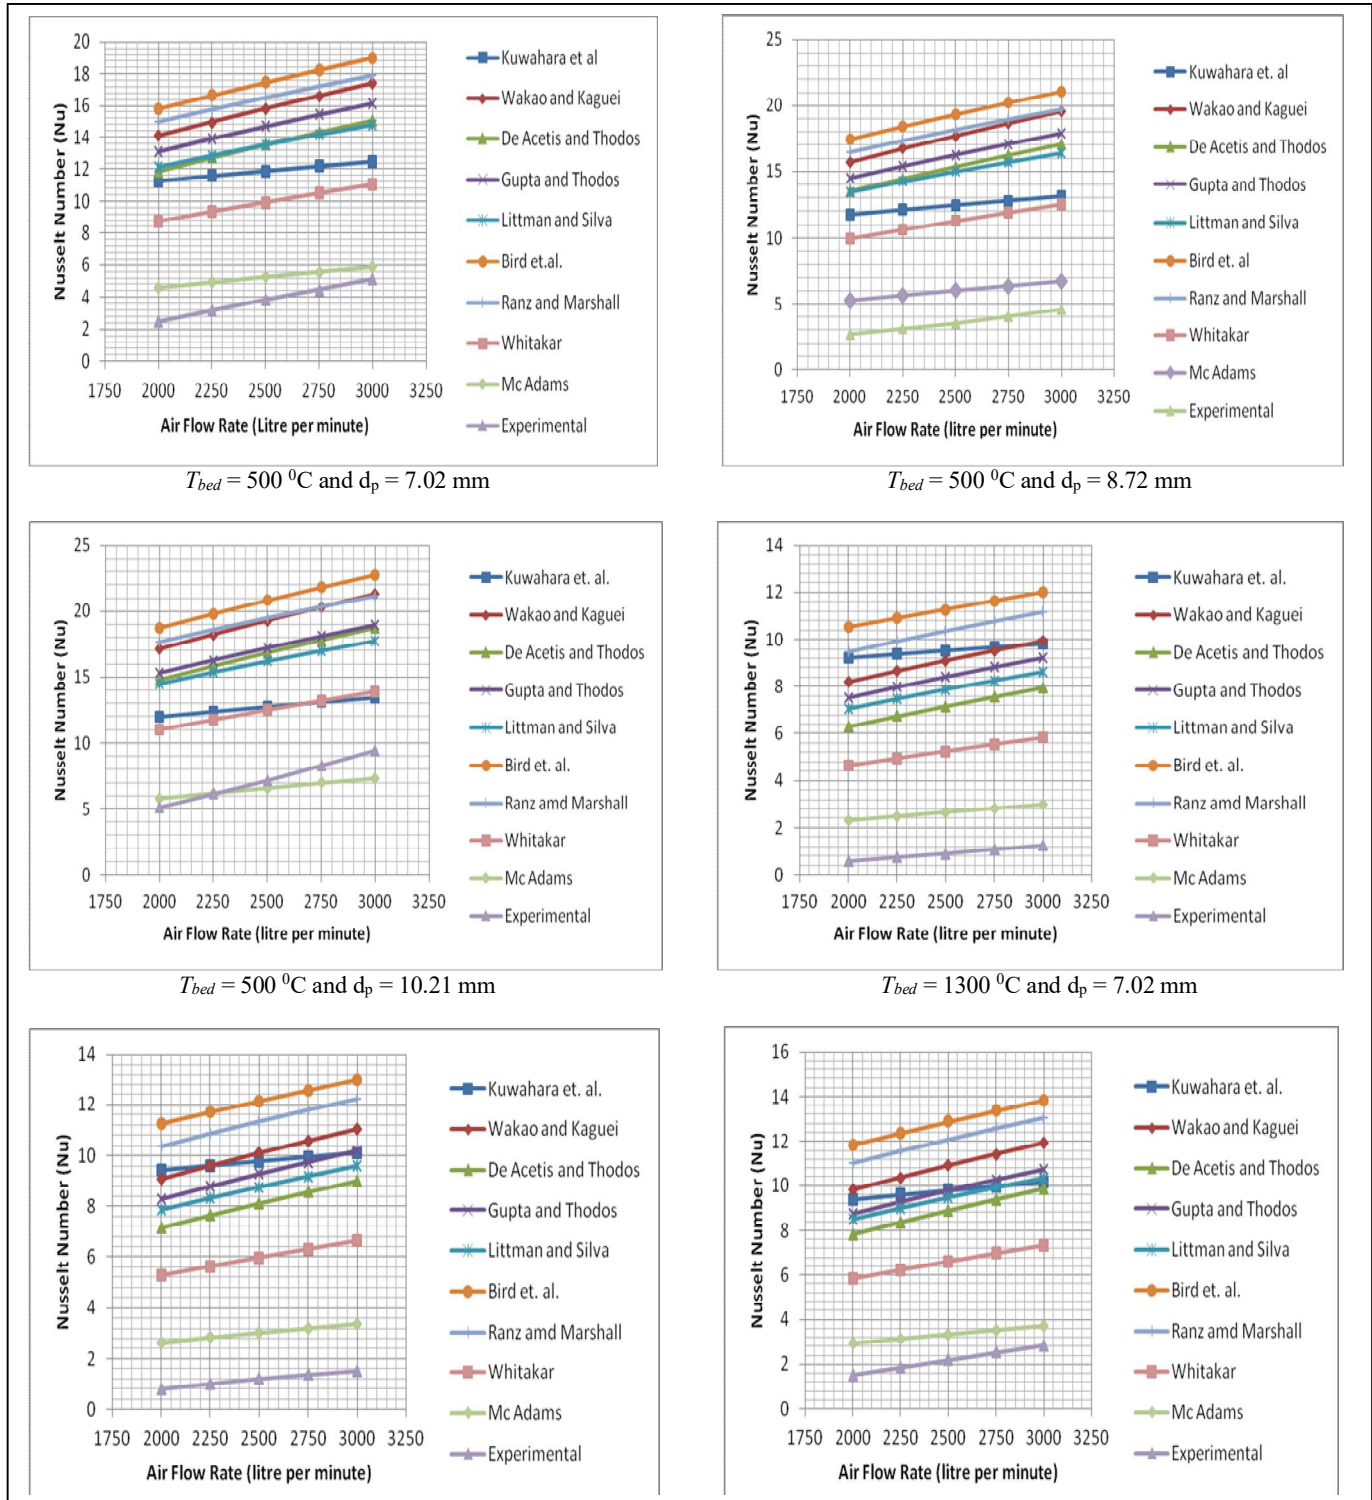 20
18
16
14
12
10
8
6
4
2
0
1750 2000 2250 2500 2750 3000 3250
Nusselt Number (Nu)
Air Flow Rate (Litre per minute)
Kuwahara et al
Wakao and Kaguei
De Acetis and Thodos
Gupta and Thodos
Littman and Silva
Bird et.al.
Ranz and Marshall
Whitakar
Mc Adams
Experimental
T_bed = 500 ⁰C and d_p = 7.02 mm
25
20
15
10
5
0
1750 2000 2250 2500 2750 3000 3250
Nusselt Number (Nu)
Air Flow Rate (Litre per minute)
Kuwahara et. al
Wakao and Kaguei
De Acetis and Thodos
Gupta and Thodos
Littman and Silva
Bird et. al
Ranz and Marshall
Whitakar
Mc Adams
Experimental
T_bed = 500 ⁰C and d_p = 8.72 mm
25
20
15
10
5
0
1750 2000 2250 2500 2750 3000 3250
Nusselt Number (Nu)
Air Flow Rate (litre per minute)
Kuwahara et. al.
Wakao and Kaguei
De Acetis and Thodos
Gupta and Thodos
Littman and Silva
Bird et. al.
Ranz amd Marshall
Whitakar
Mc Adams
Experimental
T_bed = 500 ⁰C and d_p = 10.21 mm
14
12
10
8
6
4
2
0
1750 2000 2250 2500 2750 3000 3250
Nusselt Number (Nu)
Air Flow Rate (litre per minute)
Kuwahara et. al.
Wakao and Kaguei
De Acetis and Thodos
Gupta and Thodos
Littman and Silva
Bird et. al.
Ranz amd Marshall
Whitakar
Mc Adams
Experimental
T_bed = 1300 ⁰C and d_p = 7.02 mm
14
12
10
8
6
4
2
0
1750 2000 2250 2500 2750 3000 3250
Nusselt Number (Nu)
Air Flow Rate (litre per minute)
Kuwahara et. al.
Wakao and Kaguei
De Acetis and Thodos
Gupta and Thodos
Littman and Silva
Bird et. al.
Ranz amd Marshall
Whitakar
Mc Adams
Experimental
16
14
12
10
8
6
4
2
0
1750 2000 2250 2500 2750 3000 3250
Nusselt Number (Nu)
Air Flow Rate (litre per minute)
Kuwahara et. al.
Wakao and Kaguei
De Acetis and Thodos
Gupta and Thodos
Littman and Silva
Bird et. al.
Ranz amd Marshall
Whitakar
Mc Adams
Experimental